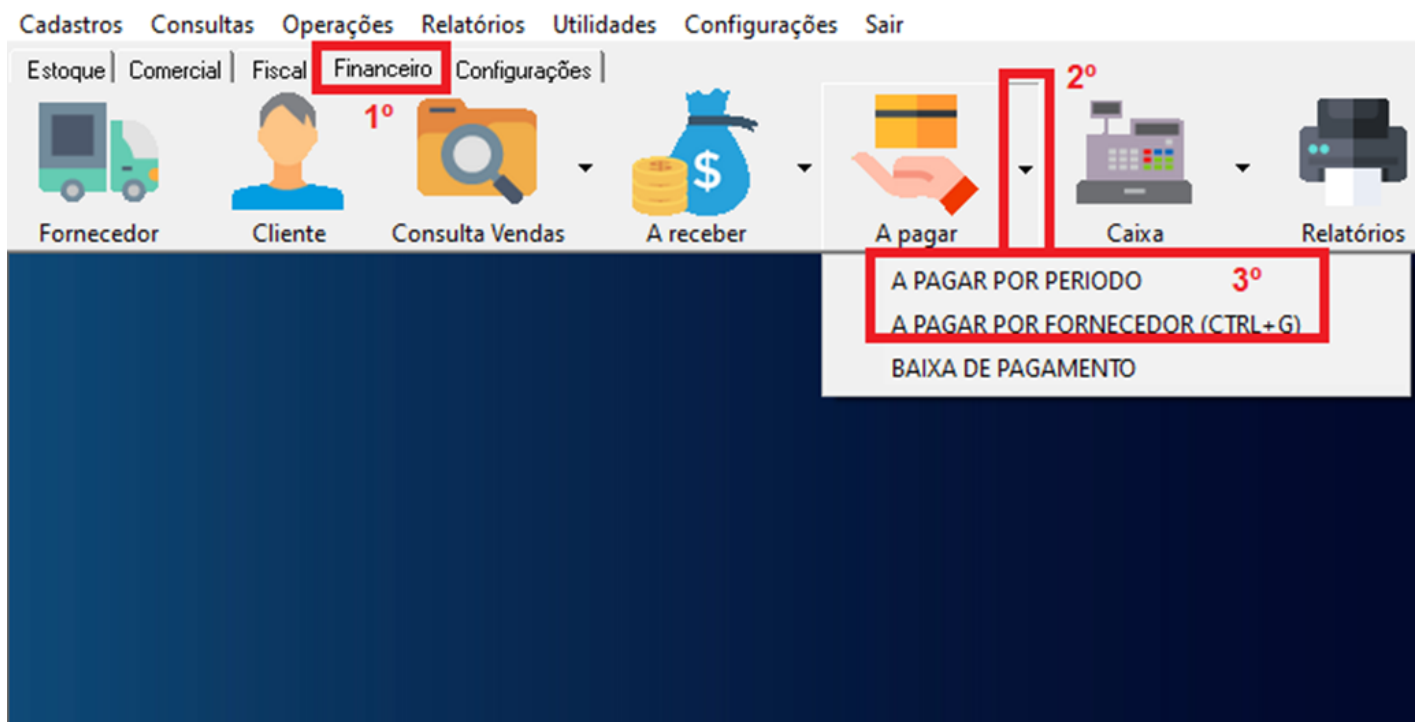 Cadastros Consultas Operações Relatórios Utilidades Configurações Sair
Estoque Comercial Fiscal Financeiro Configurações
1º
2º
$
Fornecedor Cliente Consulta Vendas A receber A pagar Caixa Relatórios
A PAGAR POR PERIODO 3º
A PAGAR POR FORNECEDOR (CTRL+G)
BAIXA DE PAGAMENTO